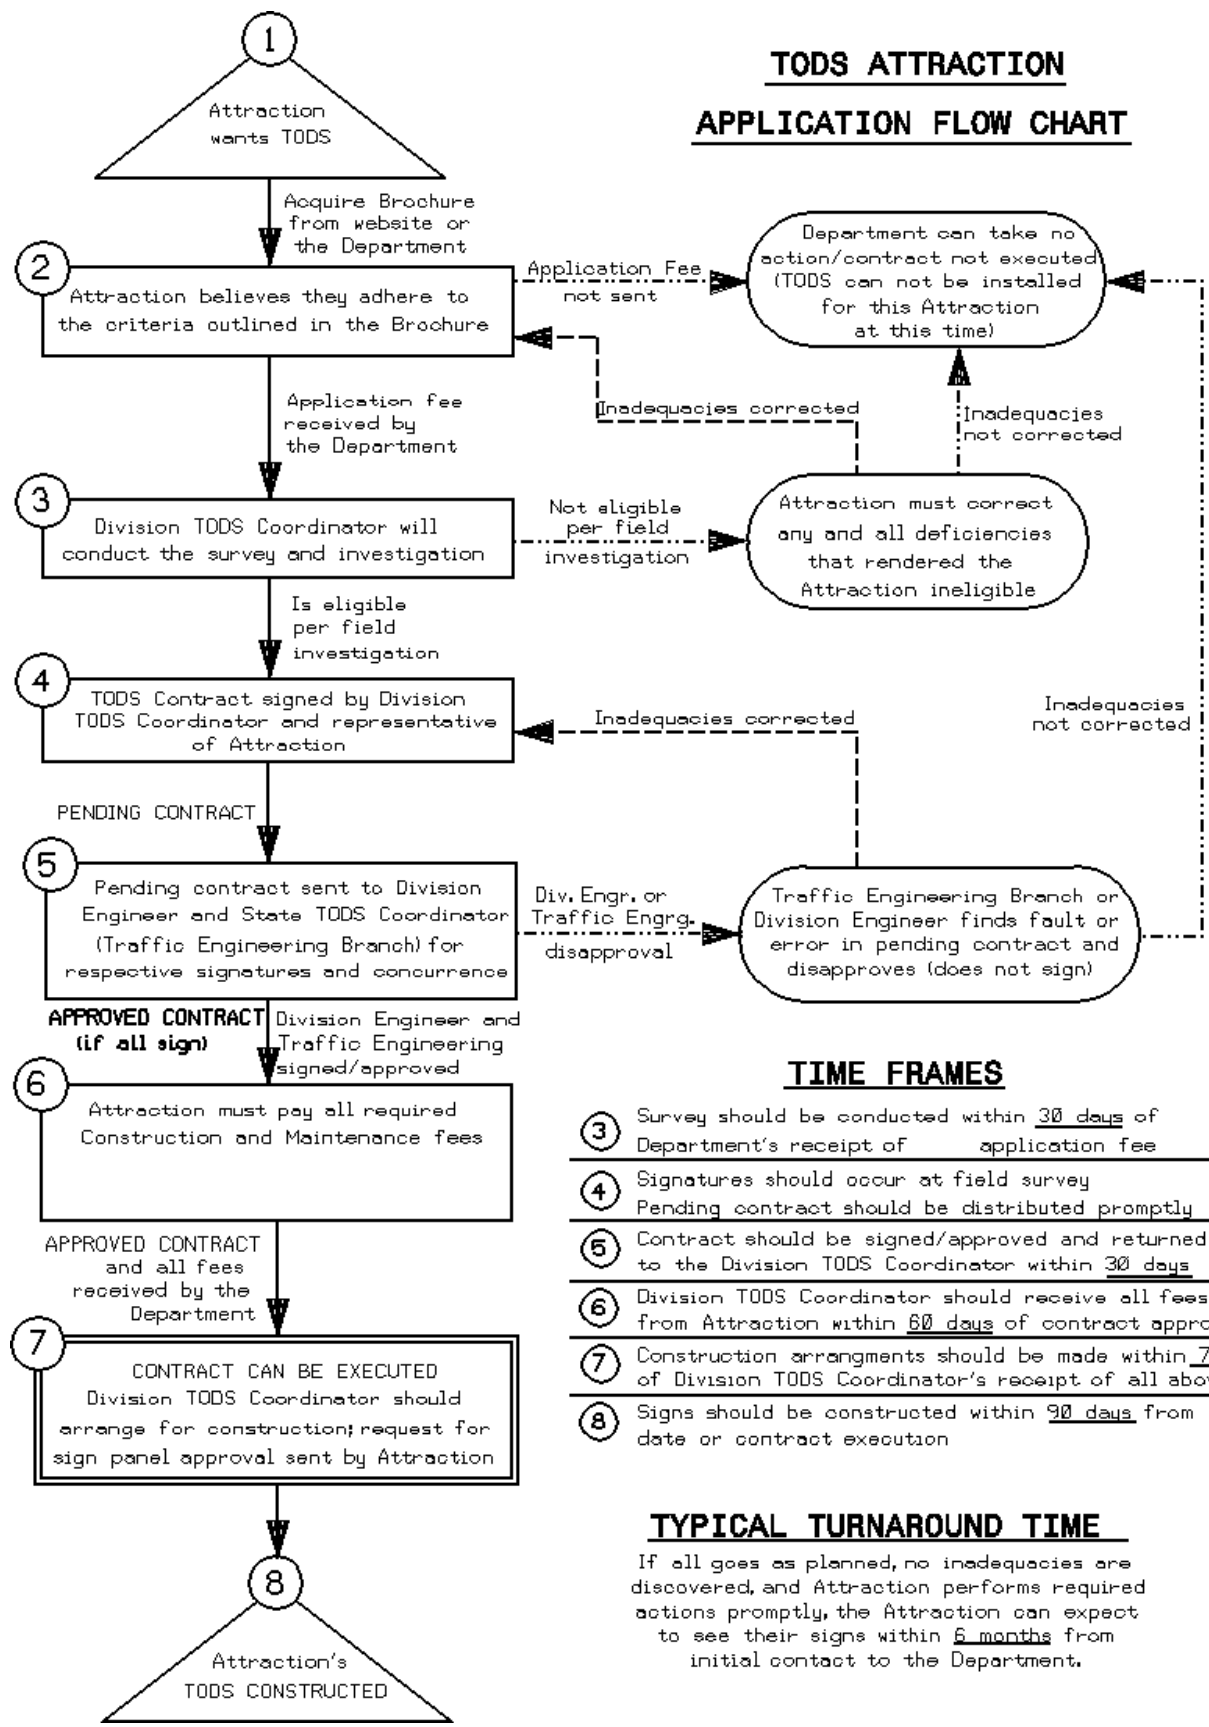 TODS ATTRACTION
APPLICATION FLOW CHART
1
Attraction
wants TODS
Acquire Brochure
from website or
the Department
2
Attraction believes they adhere to
the criteria outlined in the Brochure
Application Fee
not sent
Department can take no
action/contract not executed
(TODS can not be installed
for this Attraction
at this time)
Inadequacies corrected
Inadequacies
not corrected
Application fee
received by
the Department
3
Division TODS Coordinator will
conduct the survey and investigation
Not eligible
per field
investigation
Attraction must correct
any and all deficiencies
that rendered the
Attraction ineligible
Is eligible
per field
investigation
4
TODS Contract signed by Division
TODS Coordinator and representative
of Attraction
Inadequacies corrected
Inadequacies
not corrected
PENDING CONTRACT
5
Pending contract sent to Division
Engineer and State TODS Coordinator
(Traffic Engineering Branch) for
respective signatures and concurrence
Div. Engr. or
Traffic Engrg.
disapproval
Traffic Engineering Branch or
Division Engineer finds fault or
error in pending contract and
disapproves (does not sign)
APPROVED CONTRACT
(if all sign)
Division Engineer and
Traffic Engineering
signed/approved
6
Attraction must pay all required
Construction and Maintenance fees
APPROVED CONTRACT
and all fees
received by the
Department
7
CONTRACT CAN BE EXECUTED
Division TODS Coordinator should
arrange for construction; request for
sign panel approval sent by Attraction
8
Attraction's
TODS CONSTRUCTED
TIME FRAMES
3 Survey should be conducted within 30 days of
Department's receipt of application fee
4 Signatures should occur at field survey
Pending contract should be distributed promptly
5 Contract should be signed/approved and returned
to the Division TODS Coordinator within 30 days
6 Division TODS Coordinator should receive all fees
from Attraction within 60 days of contract appro
7 Construction arrangments should be made within 7
of Division TODS Coordinator's receipt of all abo
8 Signs should be constructed within 90 days from
date or contract execution
TYPICAL TURNAROUND TIME
If all goes as planned, no inadequacies are
discovered, and Attraction performs required
actions promptly, the Attraction can expect
to see their signs within 6 months from
initial contact to the Department.